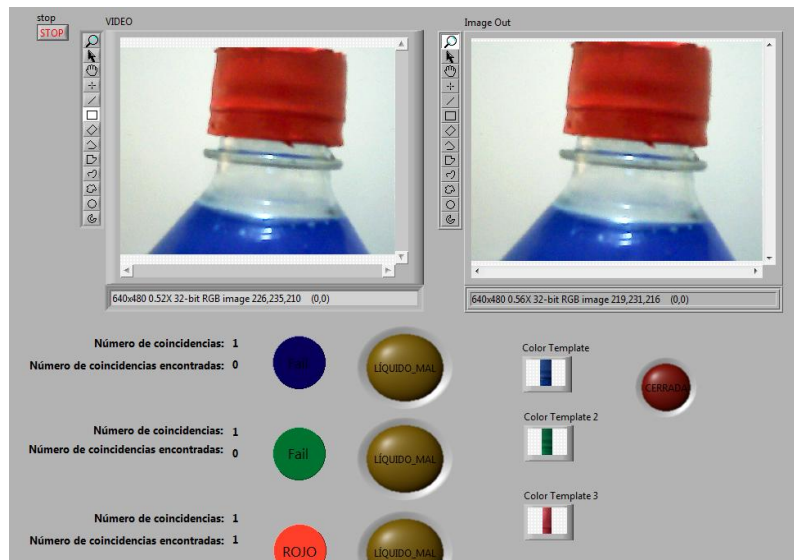 stop
STOP
VIDEO
Image Out
640x480 0.52X 32-bit RGB image 226,235,210 (0,0)
640x480 0.56X 32-bit RGB image 219,231,216 (0,0)
Número de coincidencias: 1
Número de coincidencias encontradas: 0
Fail
LÍQUIDO_MAL
Color Template
CERRADA
Número de coincidencias: 1
Número de coincidencias encontradas: 0
Fail
LÍQUIDO_MAL
Color Template 2
Número de coincidencias: 1
Número de coincidencias encontradas: 1
ROJO
LÍQUIDO_MAL
Color Template 3